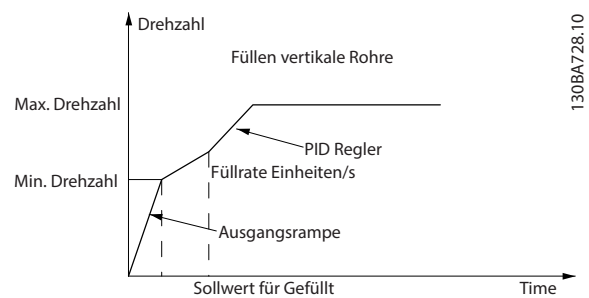 Drehzahl
130BA728.10
Füllen vertikale Rohre
Max. Drehzahl
PID Regler
Füllrate Einheiten/s
Min. Drehzahl
Ausgangsrampe
Sollwert für Gefüllt
Time